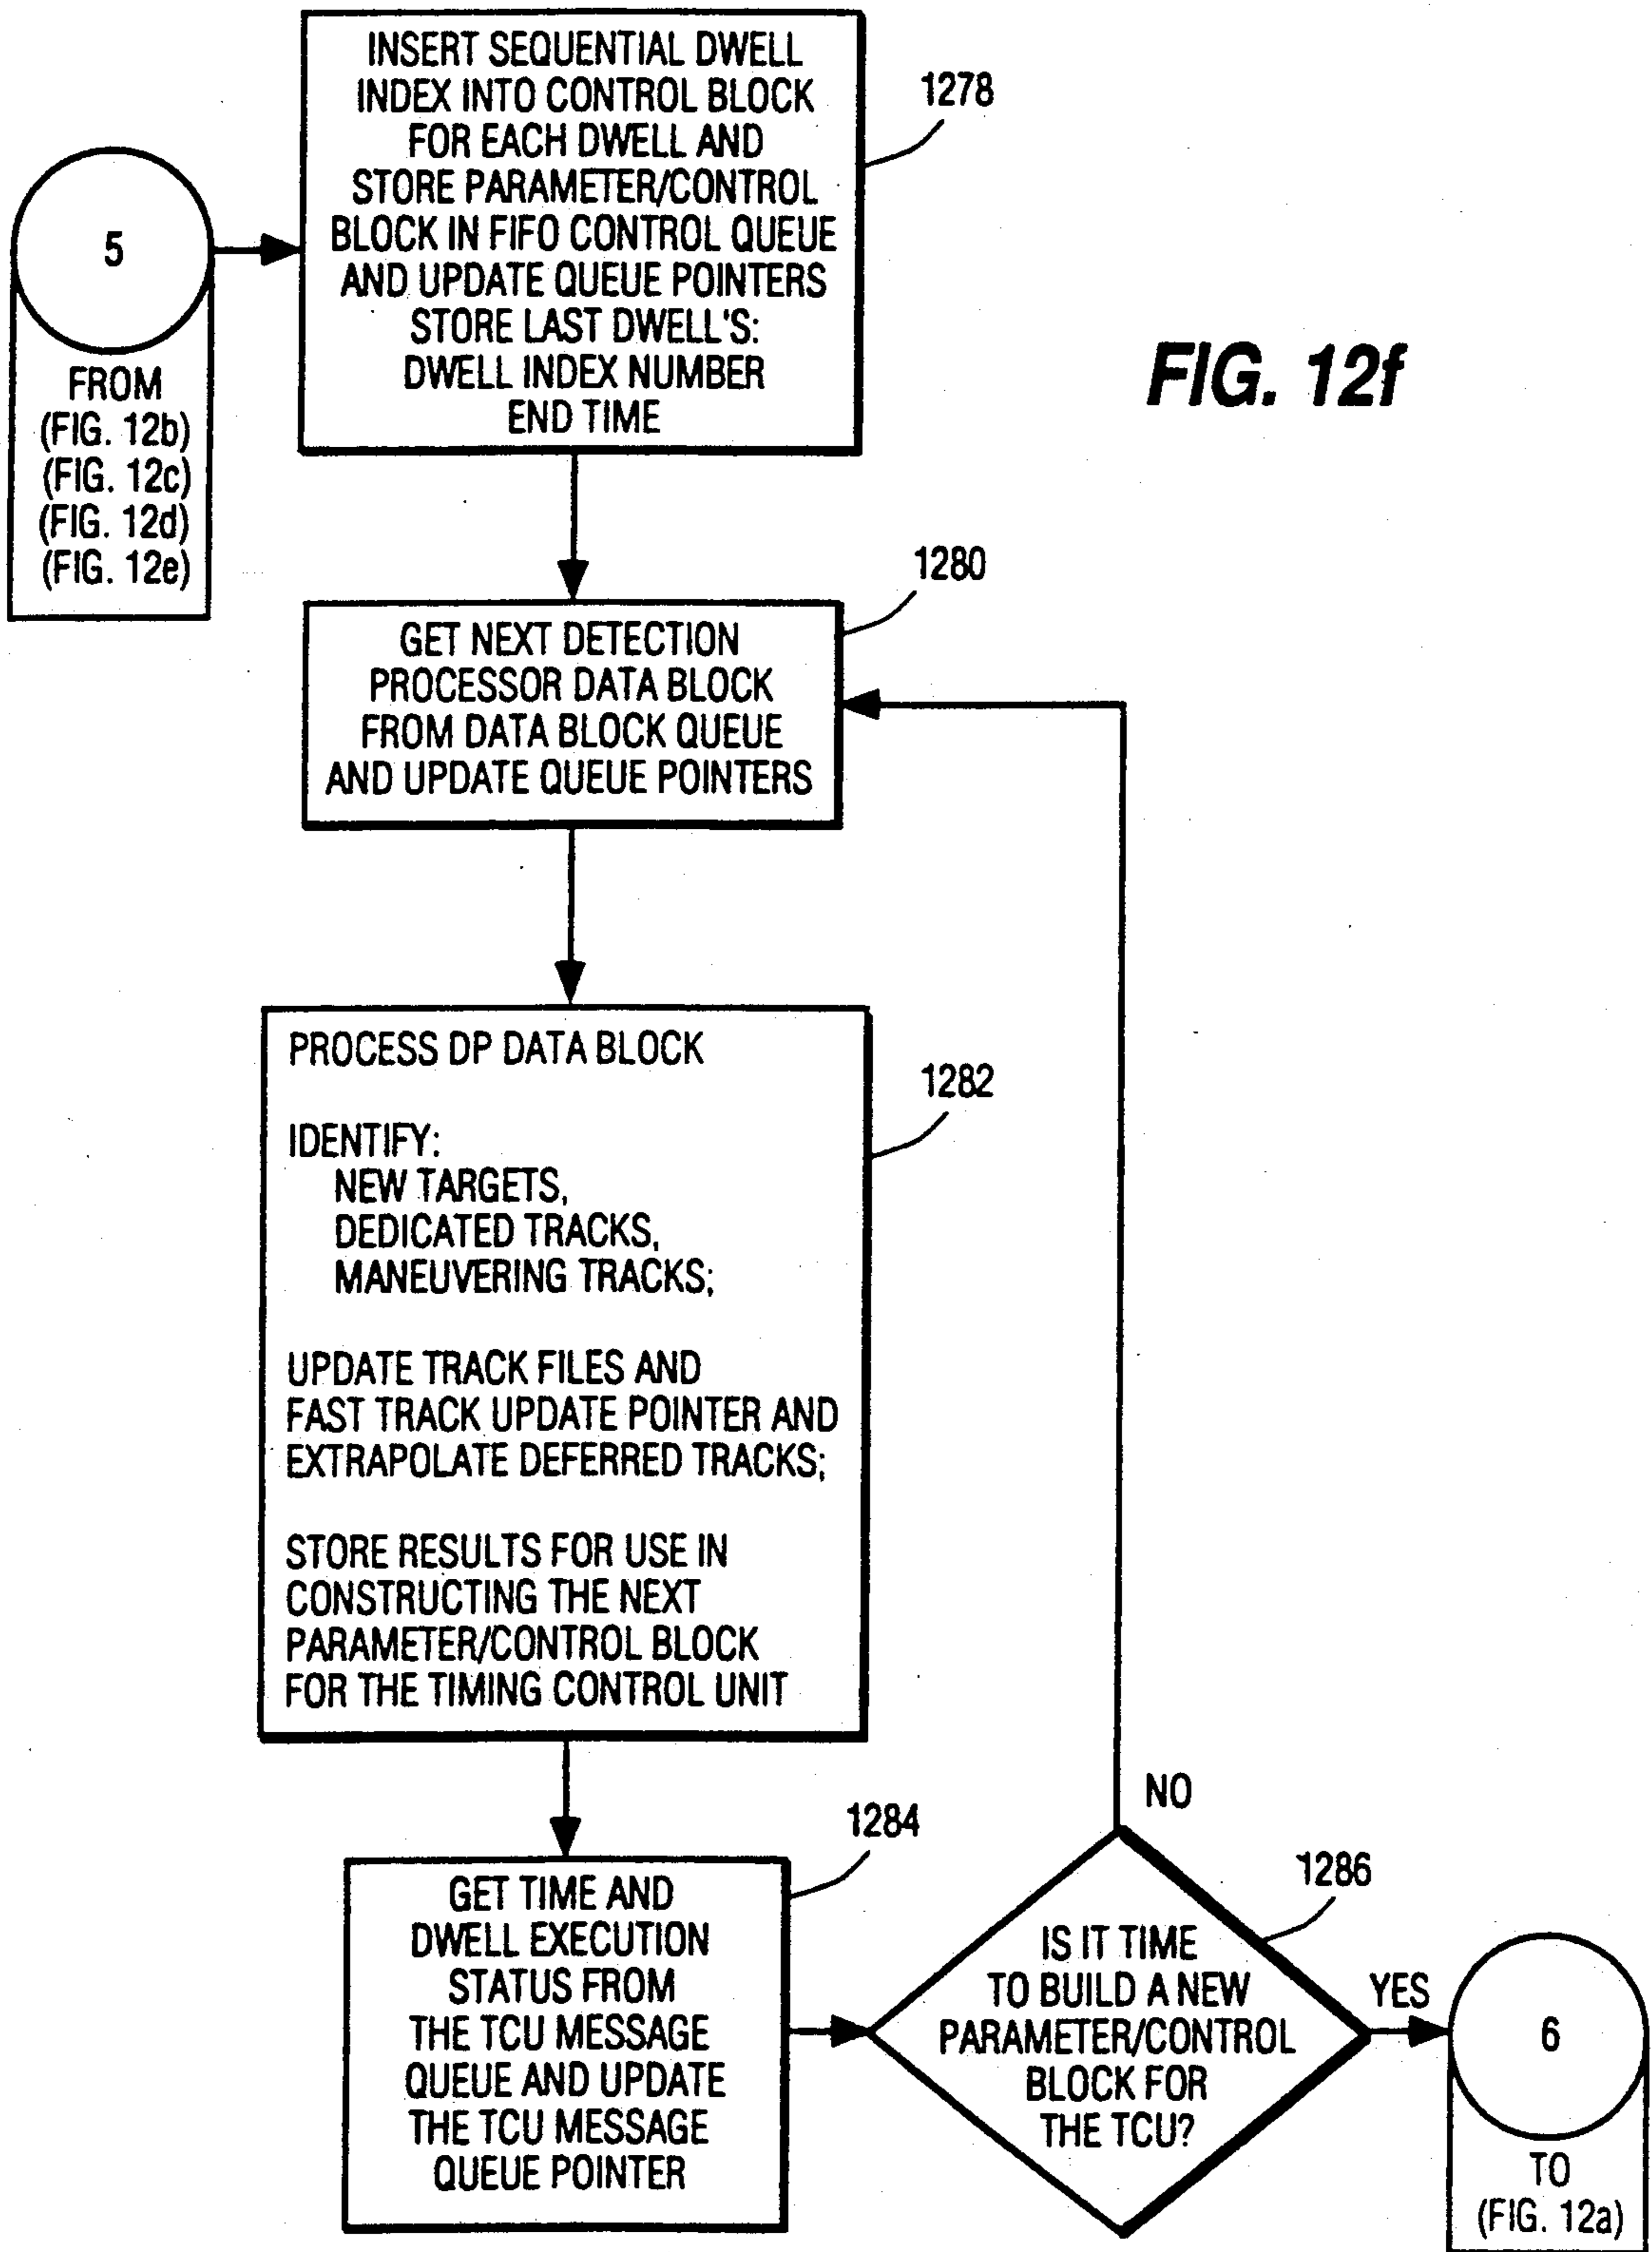 INSERT SEQUENTIAL DWELL
INDEX INTO CONTROL BLOCK
FOR EACH DWELL AND
STORE PARAMETER/CONTROL
BLOCK IN FIFO CONTROL QUEUE
AND UPDATE QUEUE POINTERS
STORE LAST DWELL'S:
DWELL INDEX NUMBER
END TIME
1278
5
FROM
(FIG. 12b)
(FIG. 12c)
(FIG. 12d)
(FIG. 12e)
FIG. 12f
1280
GET NEXT DETECTION
PROCESSOR DATA BLOCK
FROM DATA BLOCK QUEUE
AND UPDATE QUEUE POINTERS
PROCESS DP DATA BLOCK
1282
IDENTIFY:
NEW TARGETS,
DEDICATED TRACKS,
MANEUVERING TRACKS;
UPDATE TRACK FILES AND
FAST TRACK UPDATE POINTER AND
EXTRAPOLATE DEFERRED TRACKS;
STORE RESULTS FOR USE IN
CONSTRUCTING THE NEXT
PARAMETER/CONTROL BLOCK
FOR THE TIMING CONTROL UNIT
1284
GET TIME AND
DWELL EXECUTION
STATUS FROM
THE TCU MESSAGE
QUEUE AND UPDATE
THE TCU MESSAGE
QUEUE POINTER
NO
1286
IS IT TIME
TO BUILD A NEW
PARAMETER/CONTROL
BLOCK FOR
THE TCU?
YES
6
TO
(FIG. 12a)